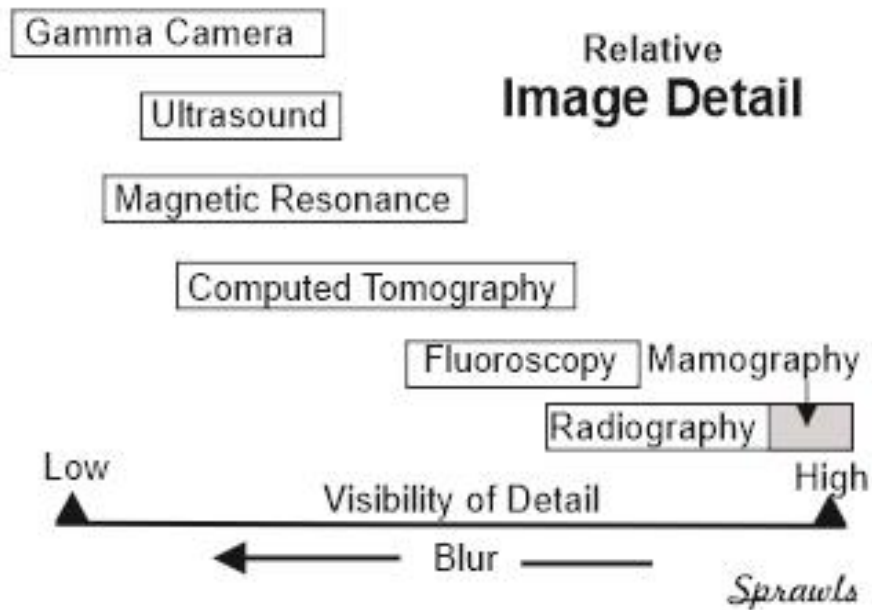 Gamma Camera
Relative
Image Detail
Ultrasound
Magnetic Resonance
Computed Tomography
Fluoroscopy
Mamography
Radiography
Low
High
Visibility of Detail
Blur
Sprawls